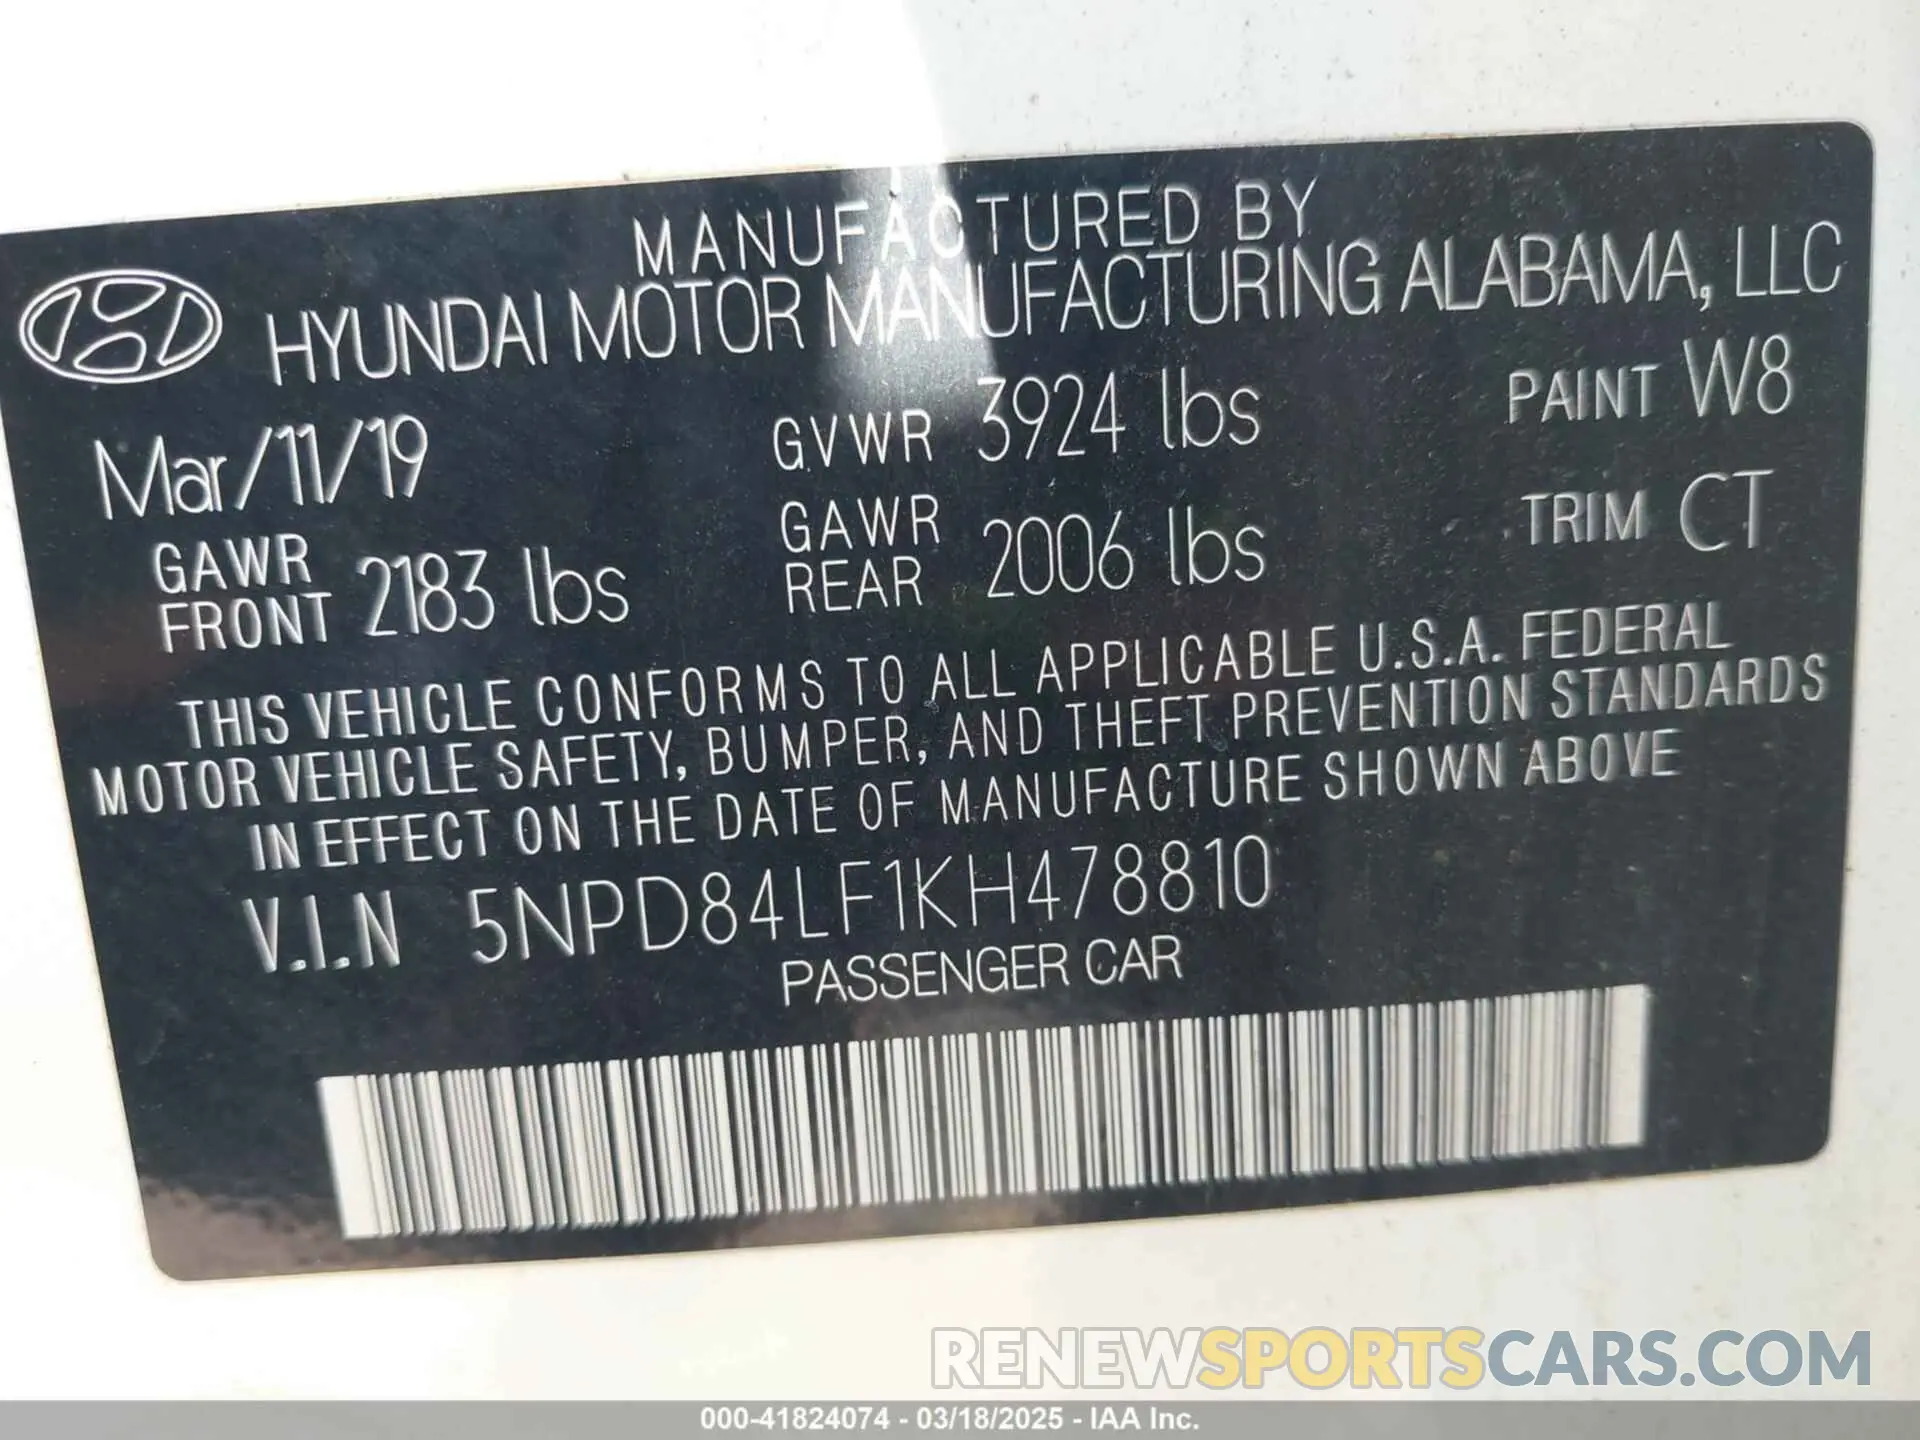 MANUFACTURED BY
HYUNDAI MOTOR MANUFACTURING ALABAMA, LLC
Mar/11/19 GVWR 3924 lbs PAINT W8
GAWR FRONT 2183 lbs GAWR REAR 2006 lbs TRIM CT
THIS VEHICLE CONFORMS TO ALL APPLICABLE U.S.A. FEDERAL
MOTOR VEHICLE SAFETY, BUMPER, AND THEFT PREVENTION STANDARDS
IN EFFECT ON THE DATE OF MANUFACTURE SHOWN ABOVE
V.I.N 5NPD84LF1KH478810
PASSENGER CAR
RENEWSPORTSCARS.COM
000-41824074 - 03/18/2025 - IAA Inc.